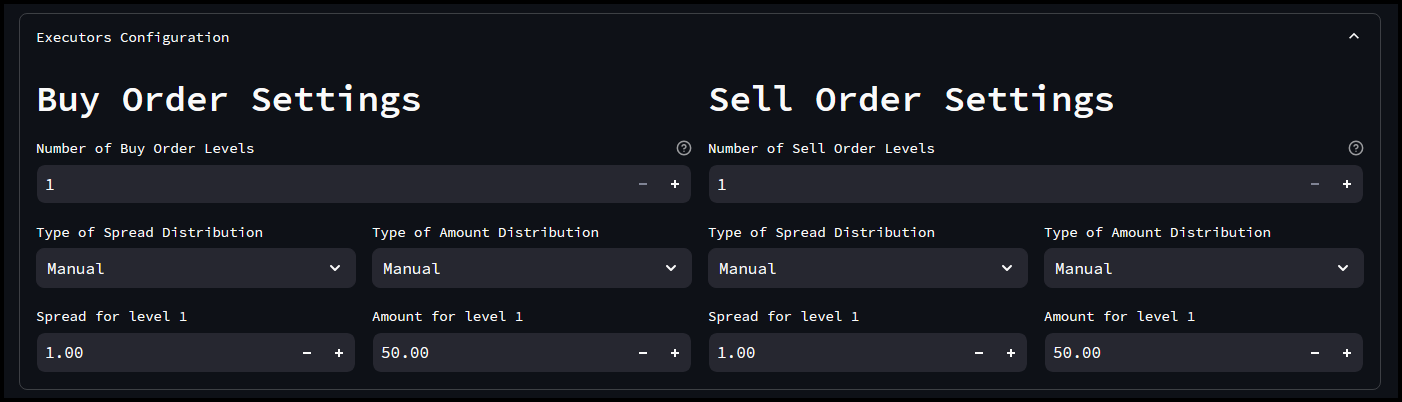 Executors Configuration
Buy Order Settings
Number of Buy Order Levels
1
Type of Spread Distribution
Type of Amount Distribution
Manual
Manual
Spread for level 1
Amount for level 1
1.00
50.00
Sell Order Settings
Number of Sell Order Levels
1
Type of Spread Distribution
Type of Amount Distribution
Manual
Manual
Spread for level 1
Amount for level 1
1.00
50.00